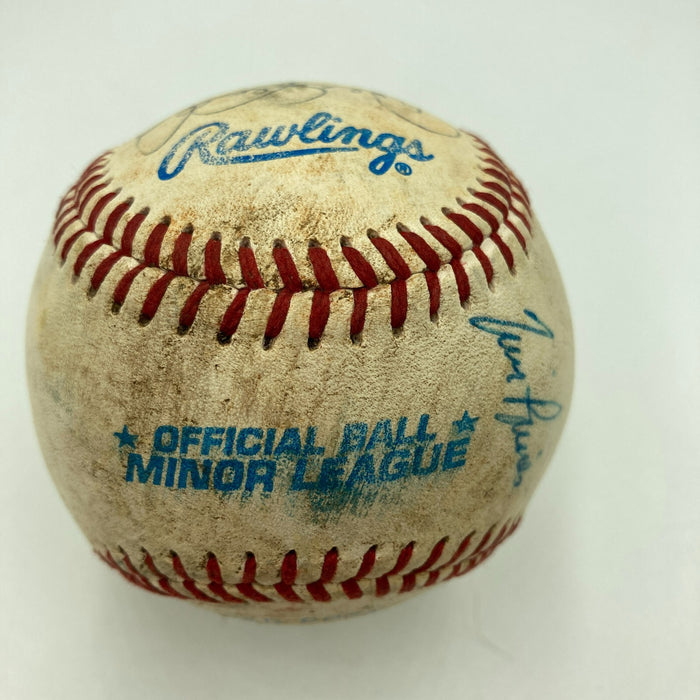 Rawlings®
★ OFFICIAL BALL ★
MINOR LEAGUE